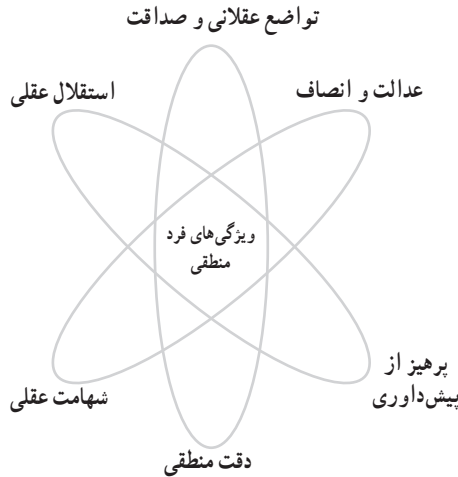 تواضع عقلانی و صداقت
عدالت و انصاف
استقلال عقلی
ویژگی‌های فرد
منطقی
پرهیز از
پیش‌داوری
شهامت عقلی
دقت منطقی